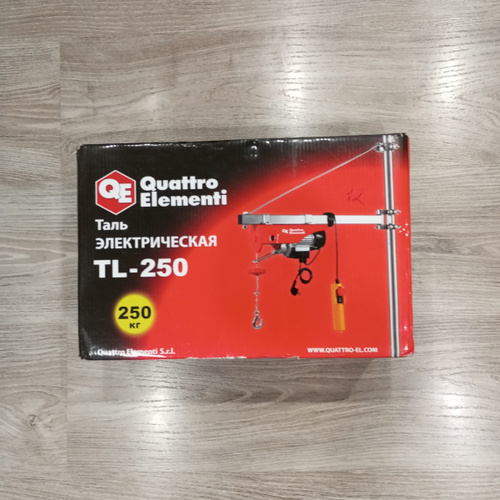 QE Quattro
Elementi
Таль
ЭЛЕКТРИЧЕСКАЯ
TL-250
250
кг
Quattro Elementi S.r.l.
WWW.QUATTRO-EL.COM